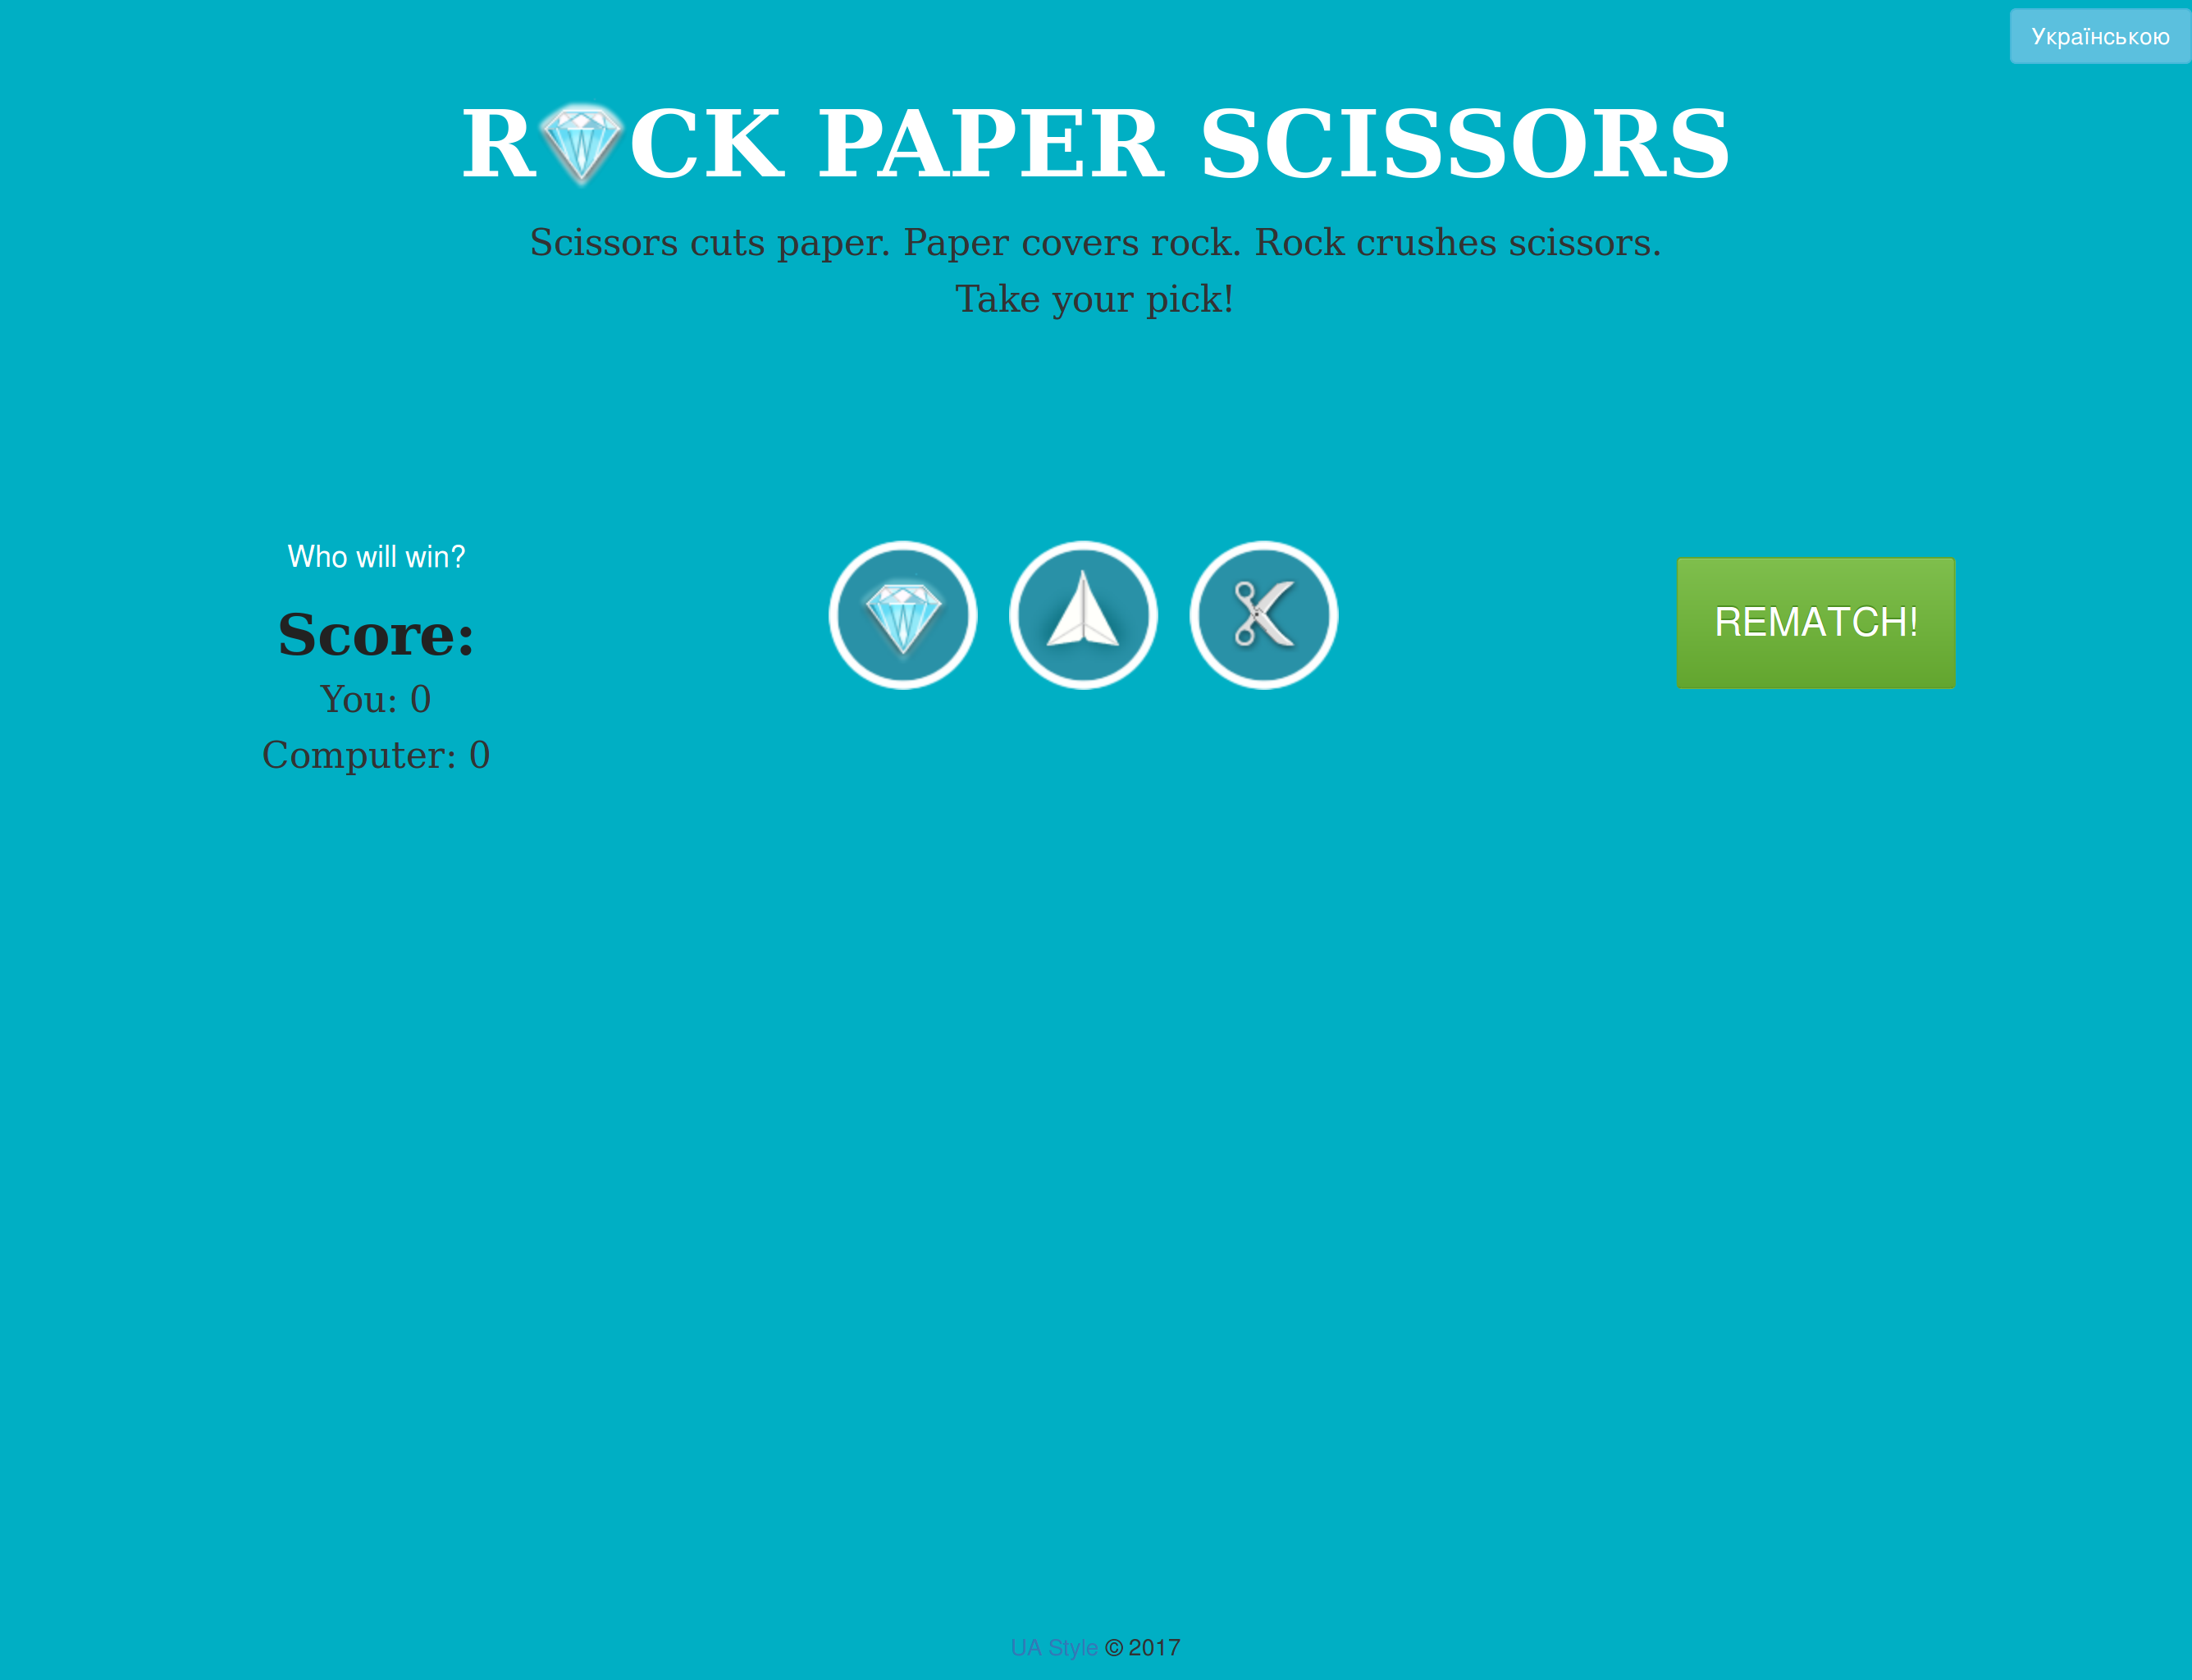 Українською
R CK PAPER SCISSORS
Scissors cuts paper. Paper covers rock. Rock crushes scissors.
Take your pick!
Who will win?
Score:
You: 0
Computer: 0
REMATCH!
UA Style © 2017